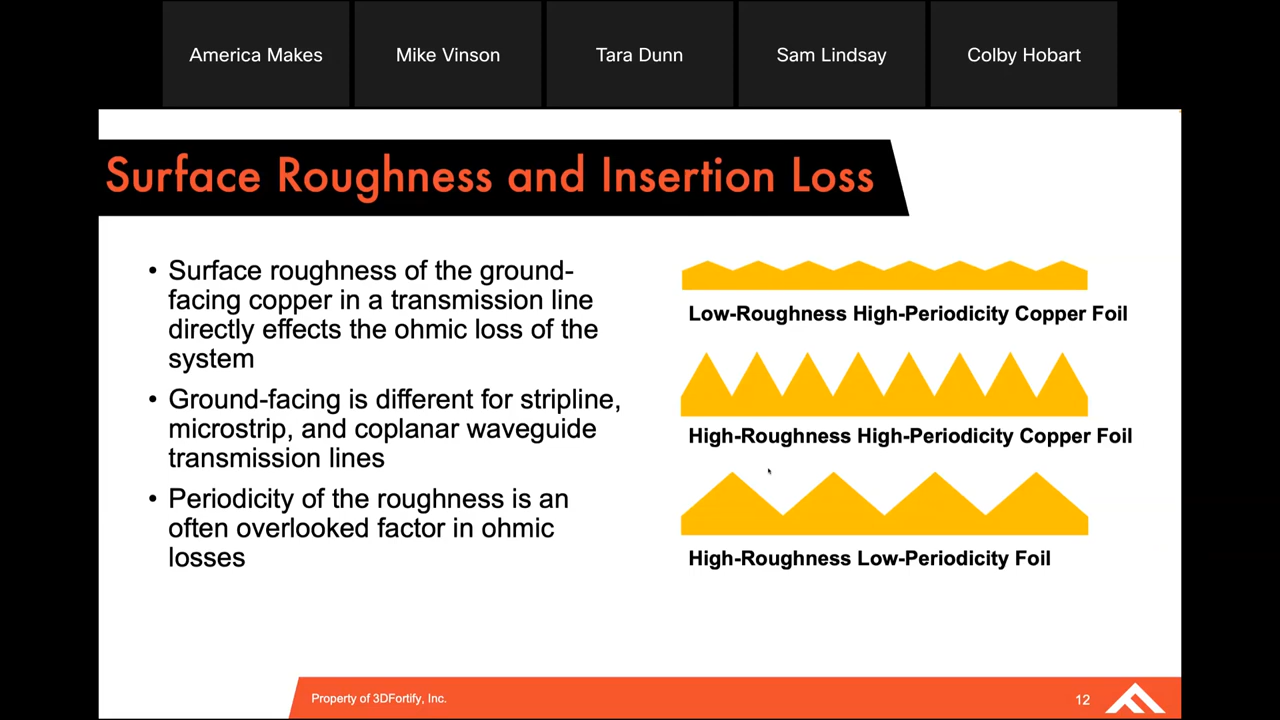 America Makes
Mike Vinson
Tara Dunn
Sam Lindsay
Colby Hobart
Surface Roughness and Insertion Loss
• Surface roughness of the ground-
facing copper in a transmission line
directly effects the ohmic loss of the
system
• Ground-facing is different for stripline,
microstrip, and coplanar waveguide
transmission lines
• Periodicity of the roughness is an
often overlooked factor in ohmic
losses
Low-Roughness High-Periodicity Copper Foil
High-Roughness High-Periodicity Copper Foil
High-Roughness Low-Periodicity Foil
Property of 3DFortify, Inc.
12